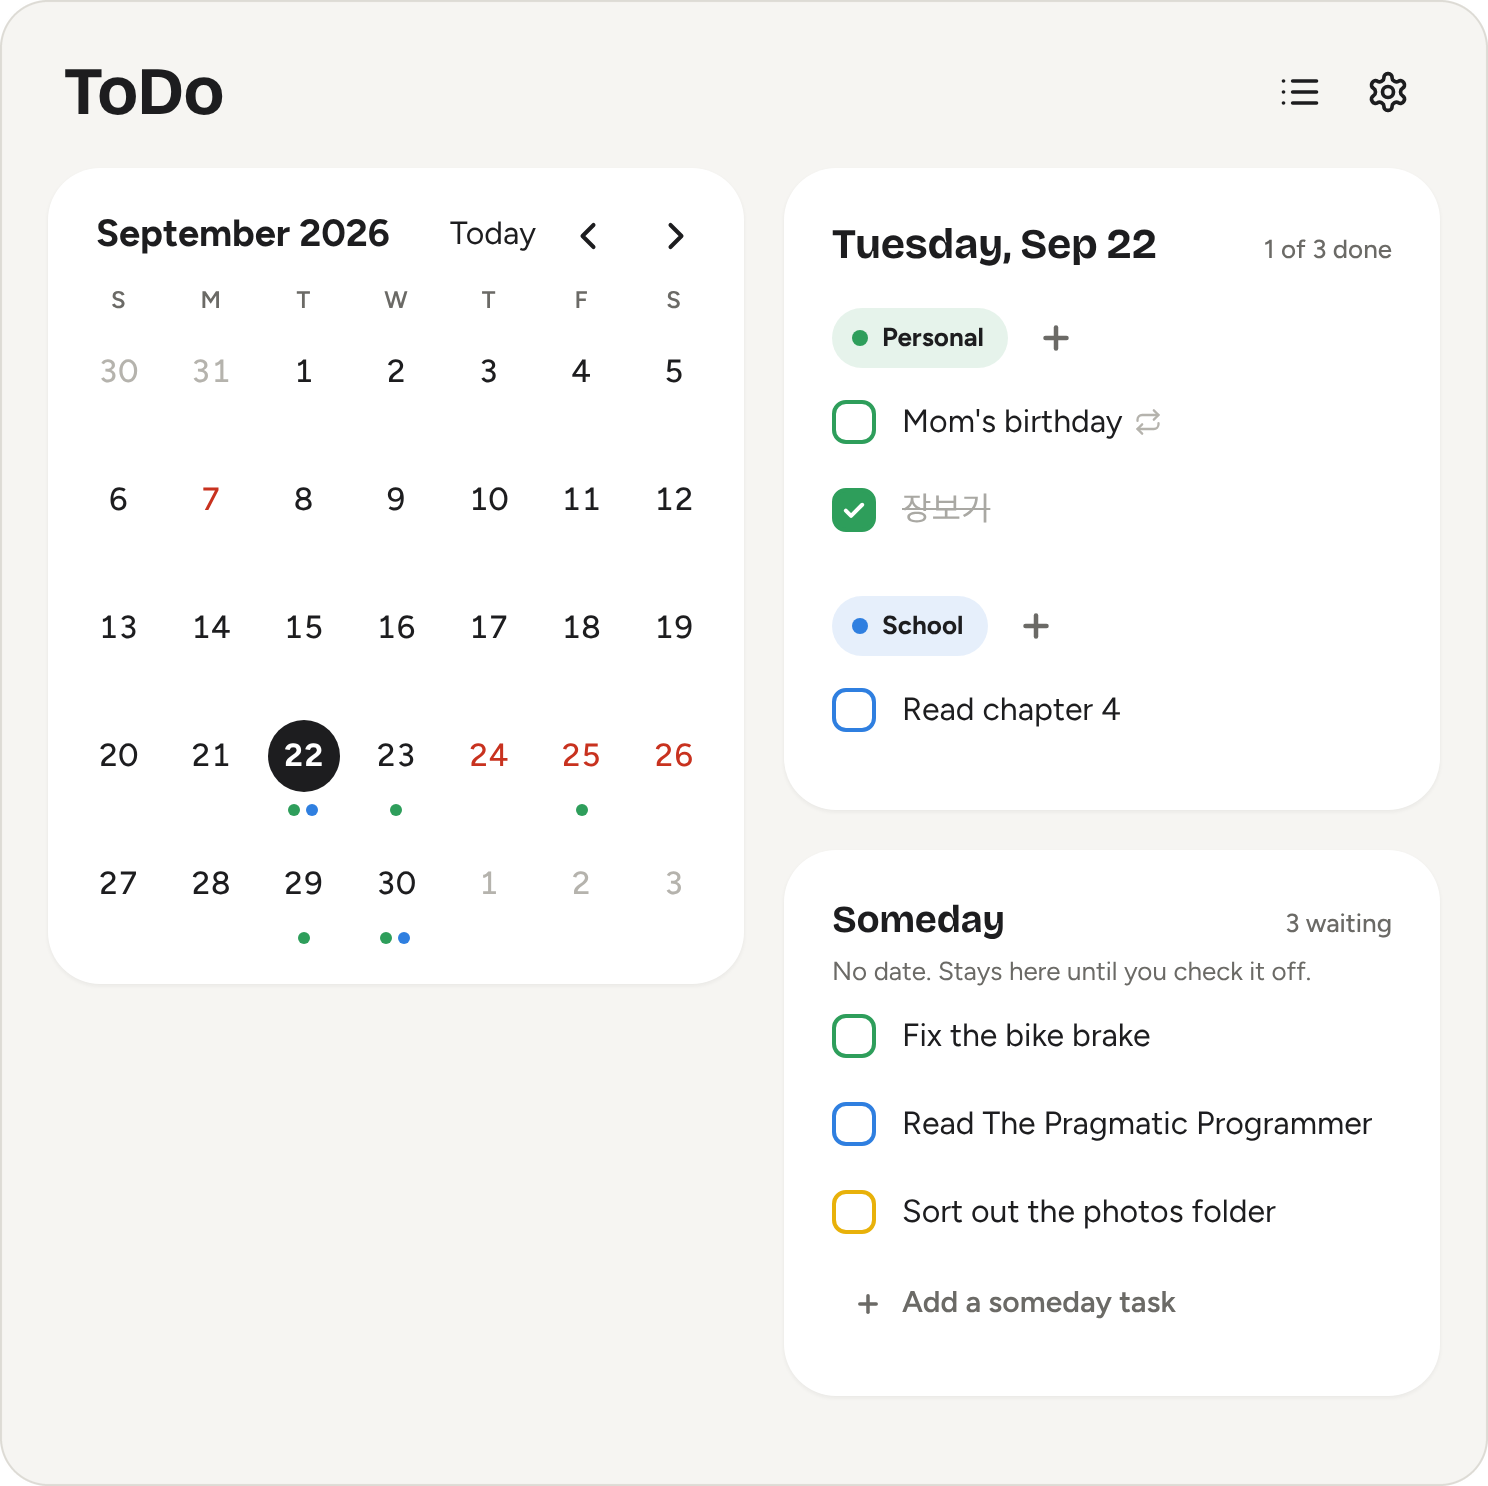 ToDo
September 2026 Today
S M T W T F S
30 31 1 2 3 4 5
6 7 8 9 10 11 12
13 14 15 16 17 18 19
20 21 22 23 24 25 26
27 28 29 30 1 2 3
Tuesday, Sep 22 1 of 3 done
Personal
Mom's birthday
장보기
School
Read chapter 4
Someday 3 waiting
No date. Stays here until you check it off.
Fix the bike brake
Read The Pragmatic Programmer
Sort out the photos folder
Add a someday task